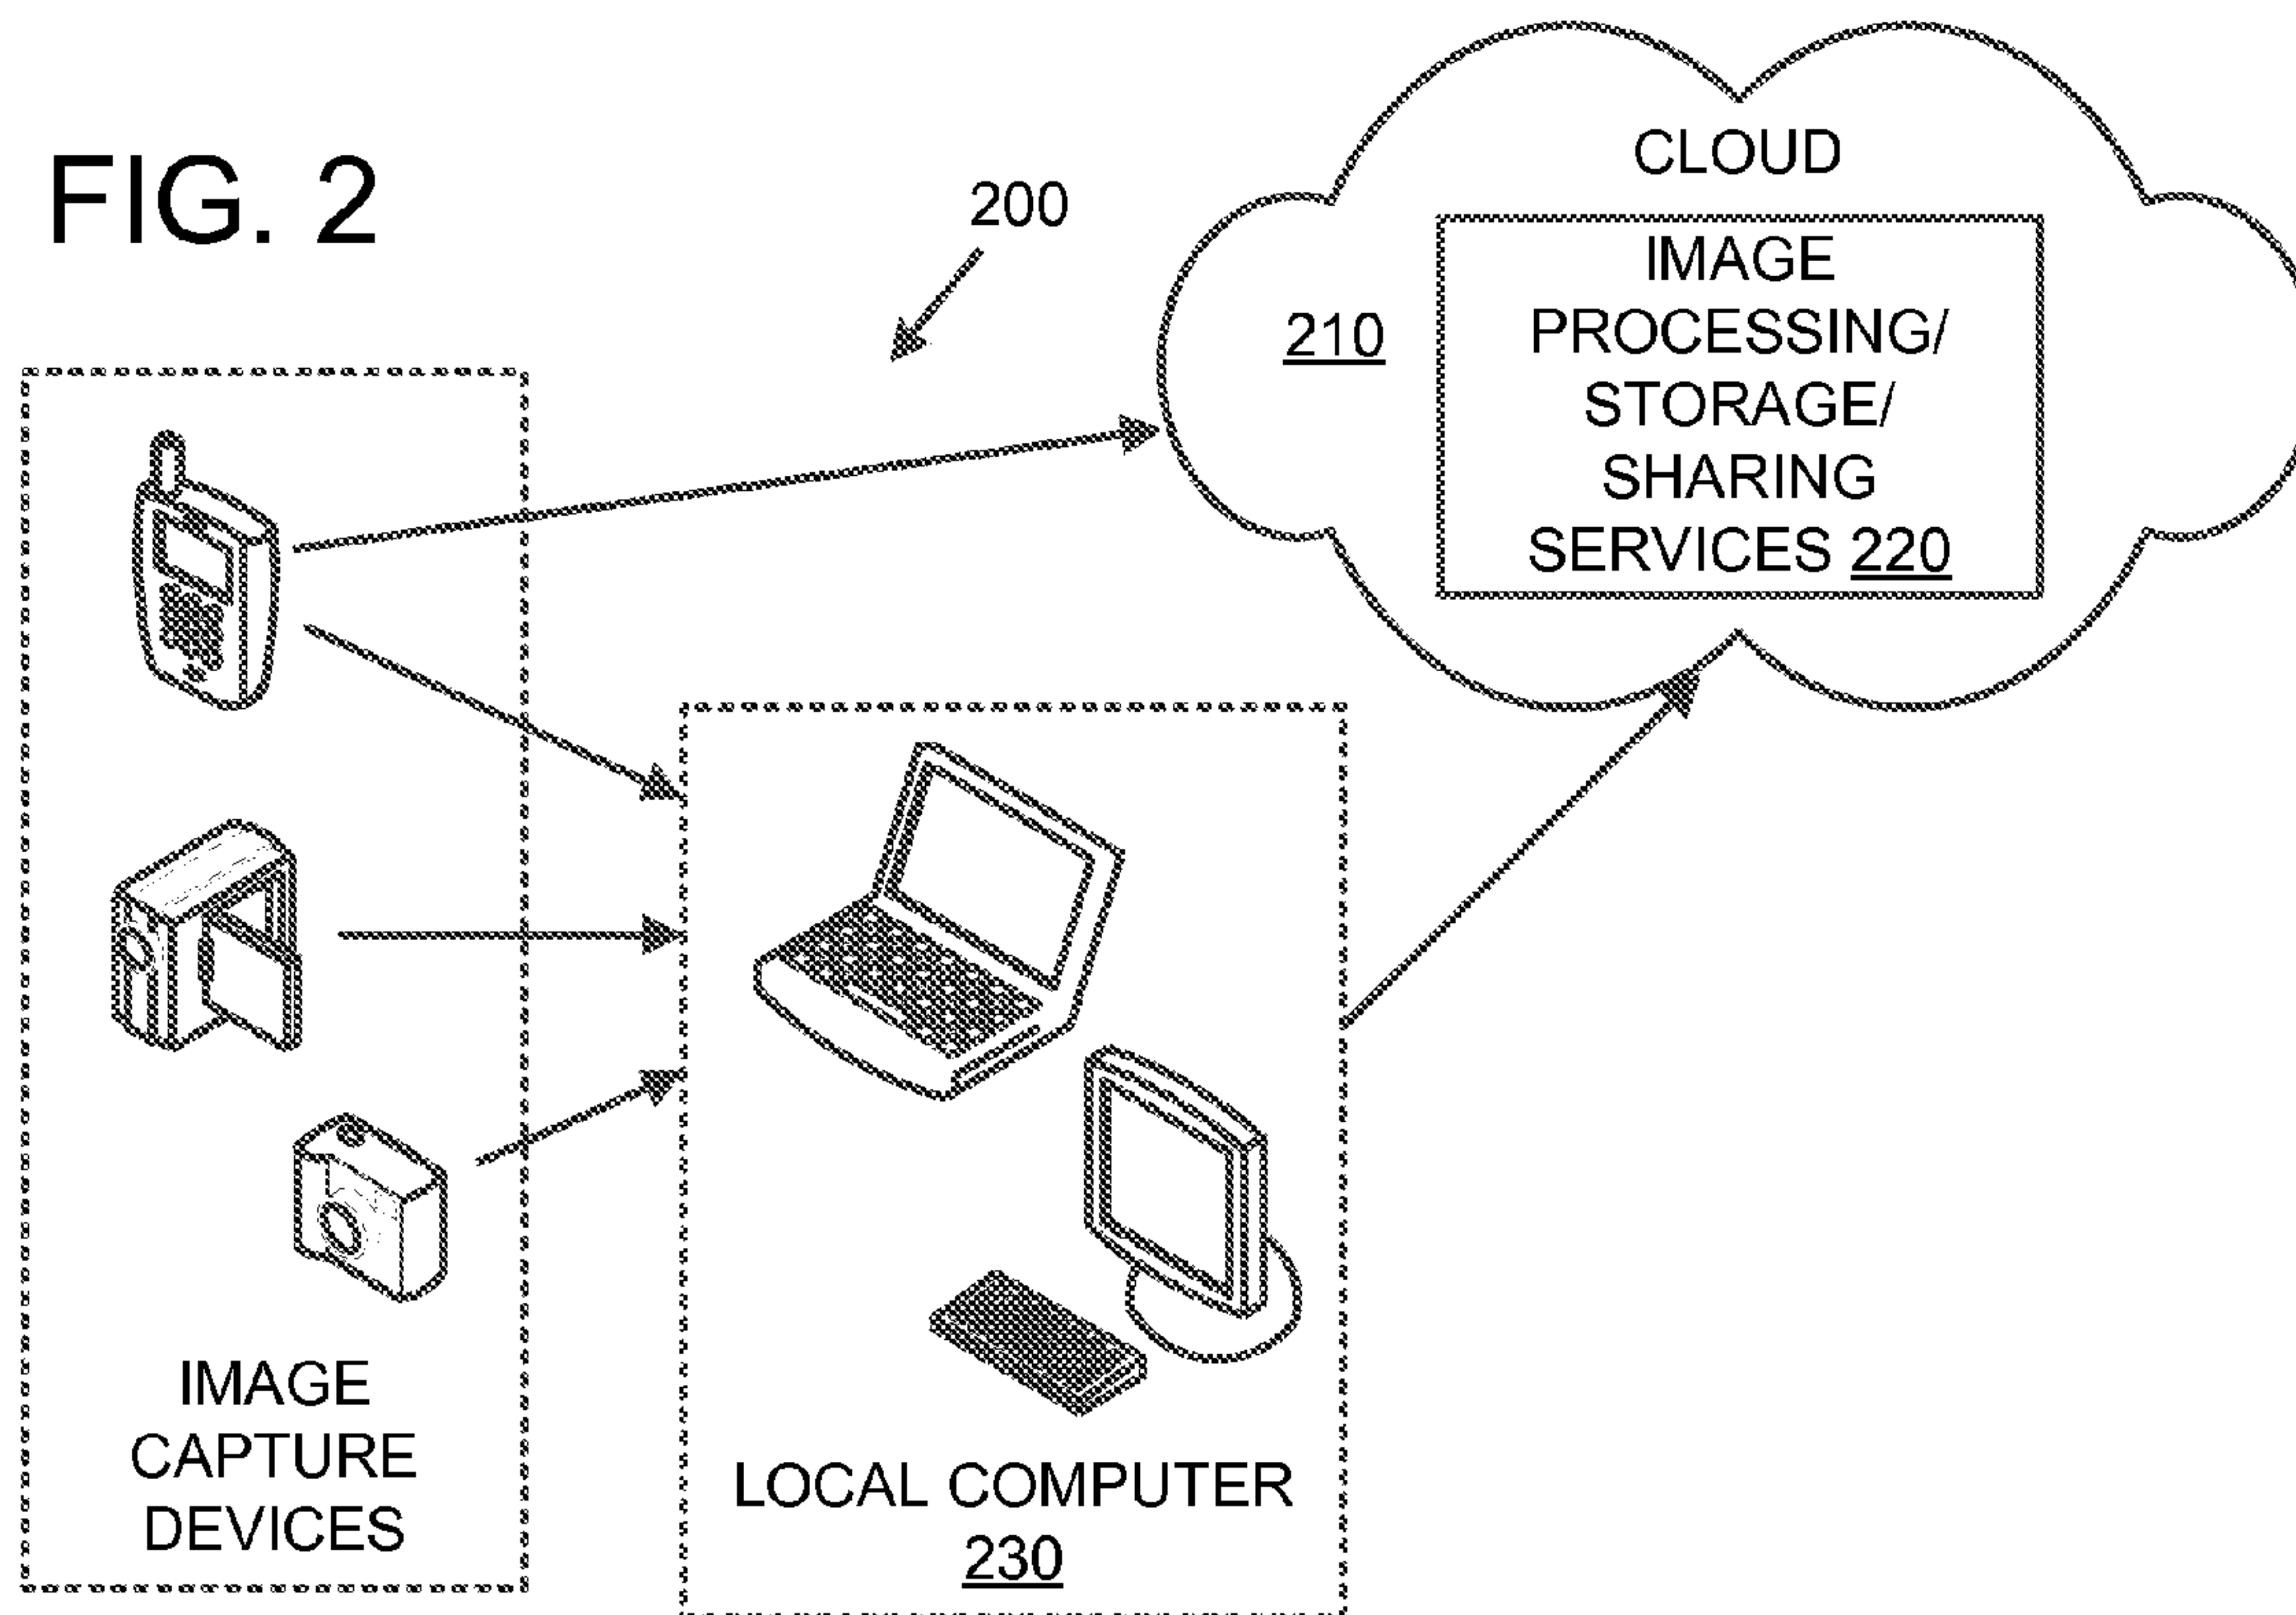 FIG. 2
200
CLOUD
210
IMAGE
PROCESSING/
STORAGE/
SHARING
SERVICES 220
IMAGE
CAPTURE
DEVICES
LOCAL COMPUTER
230